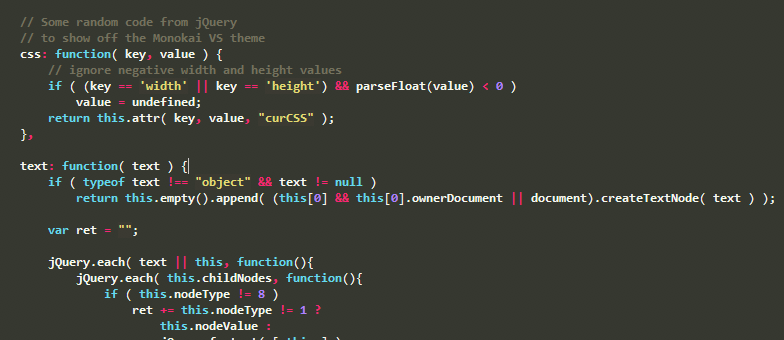 // Some random code from jQuery
// to show off the Monokai VS theme
css: function( key, value ) {
// ignore negative width and height values
if ( (key == 'width' || key == 'height') && parseFloat(value) < 0 )
value = undefined;
return this.attr( key, value, "curCSS" );
},
text: function( text ) {
if ( typeof text !== "object" && text != null )
return this.empty().append( (this[0] && this[0].ownerDocument || document).createTextNode( text ) );
var ret = "";
jQuery.each( text || this, function(){
jQuery.each( this.childNodes, function(){
if ( this.nodeType != 8 )
ret += this.nodeType != 1 ?
this.nodeValue :